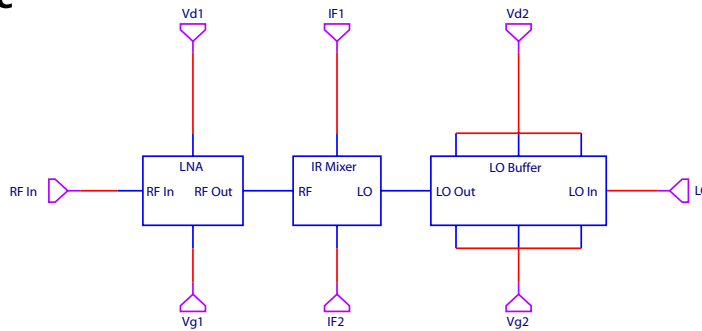 Vd1 IF1 Vd2
LNA IR Mixer LO Buffer
RF In RF In RF Out RF LO LO Out LO In
Vg1 IF2 Vg2